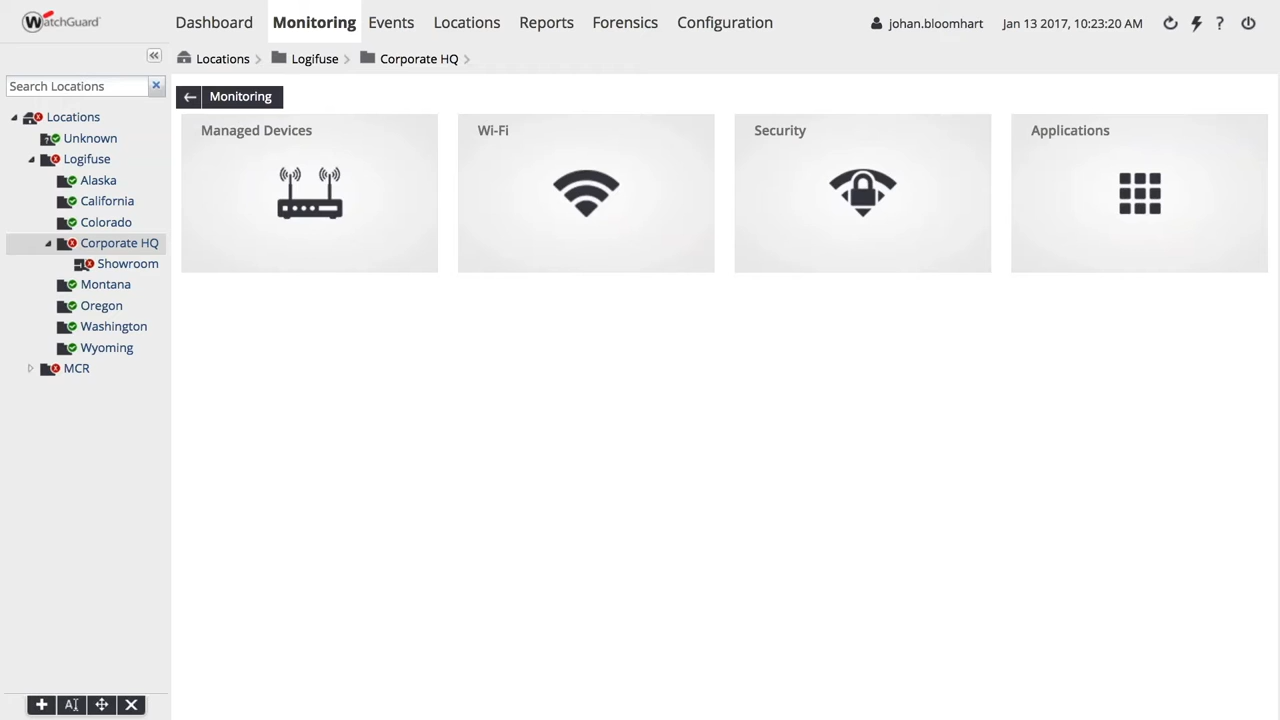 WatchGuard
Dashboard Monitoring Events Locations Reports Forensics Configuration johan.bloomhart Jan 13 2017, 10:23:20 AM ?
Locations Logifuse Corporate HQ
Search Locations
Monitoring
Locations
Unknown
Logifuse
Alaska
California
Colorado
Corporate HQ
Showroom
Montana
Oregon
Washington
Wyoming
MCR
Managed Devices
Wi-Fi
Security
Applications